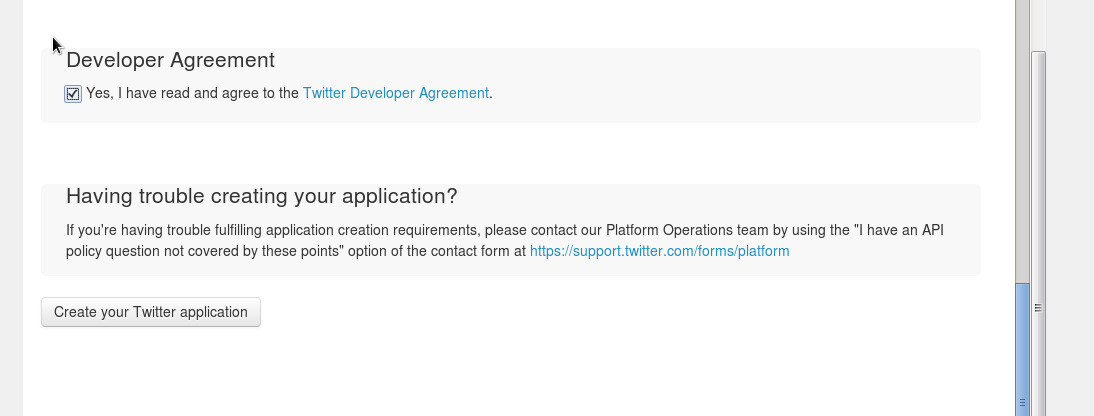 Developer Agreement
Yes, I have read and agree to the Twitter Developer Agreement.
Having trouble creating your application?
If you're having trouble fulfilling application creation requirements, please contact our Platform Operations team by using the "I have an API
policy question not covered by these points" option of the contact form at https://support.twitter.com/forms/platform
Create your Twitter application